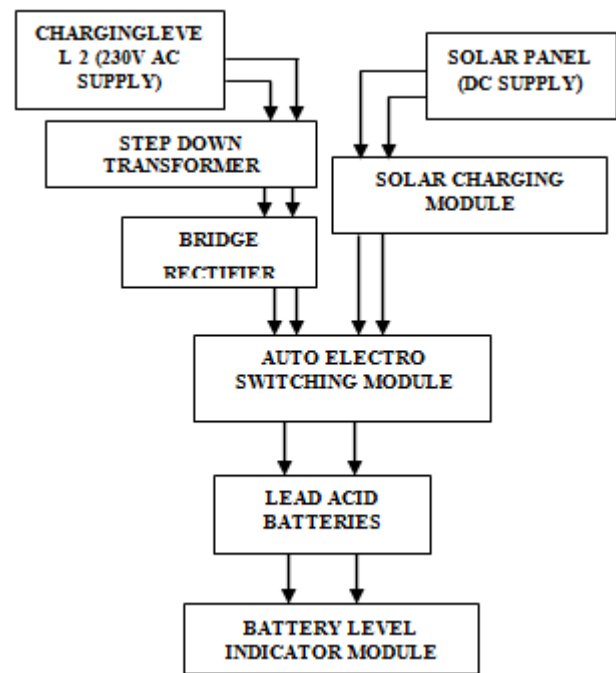 CHARGINGLEVE
L 2 (230V AC
SUPPLY)
SOLAR PANEL
(DC SUPPLY)
STEP DOWN
TRANSFORMER
SOLAR CHARGING
MODULE
BRIDGE
RECTIFIER
AUTO ELECTRO
SWITCHING MODULE
LEAD ACID
BATTERIES
BATTERY LEVEL
INDICATOR MODULE